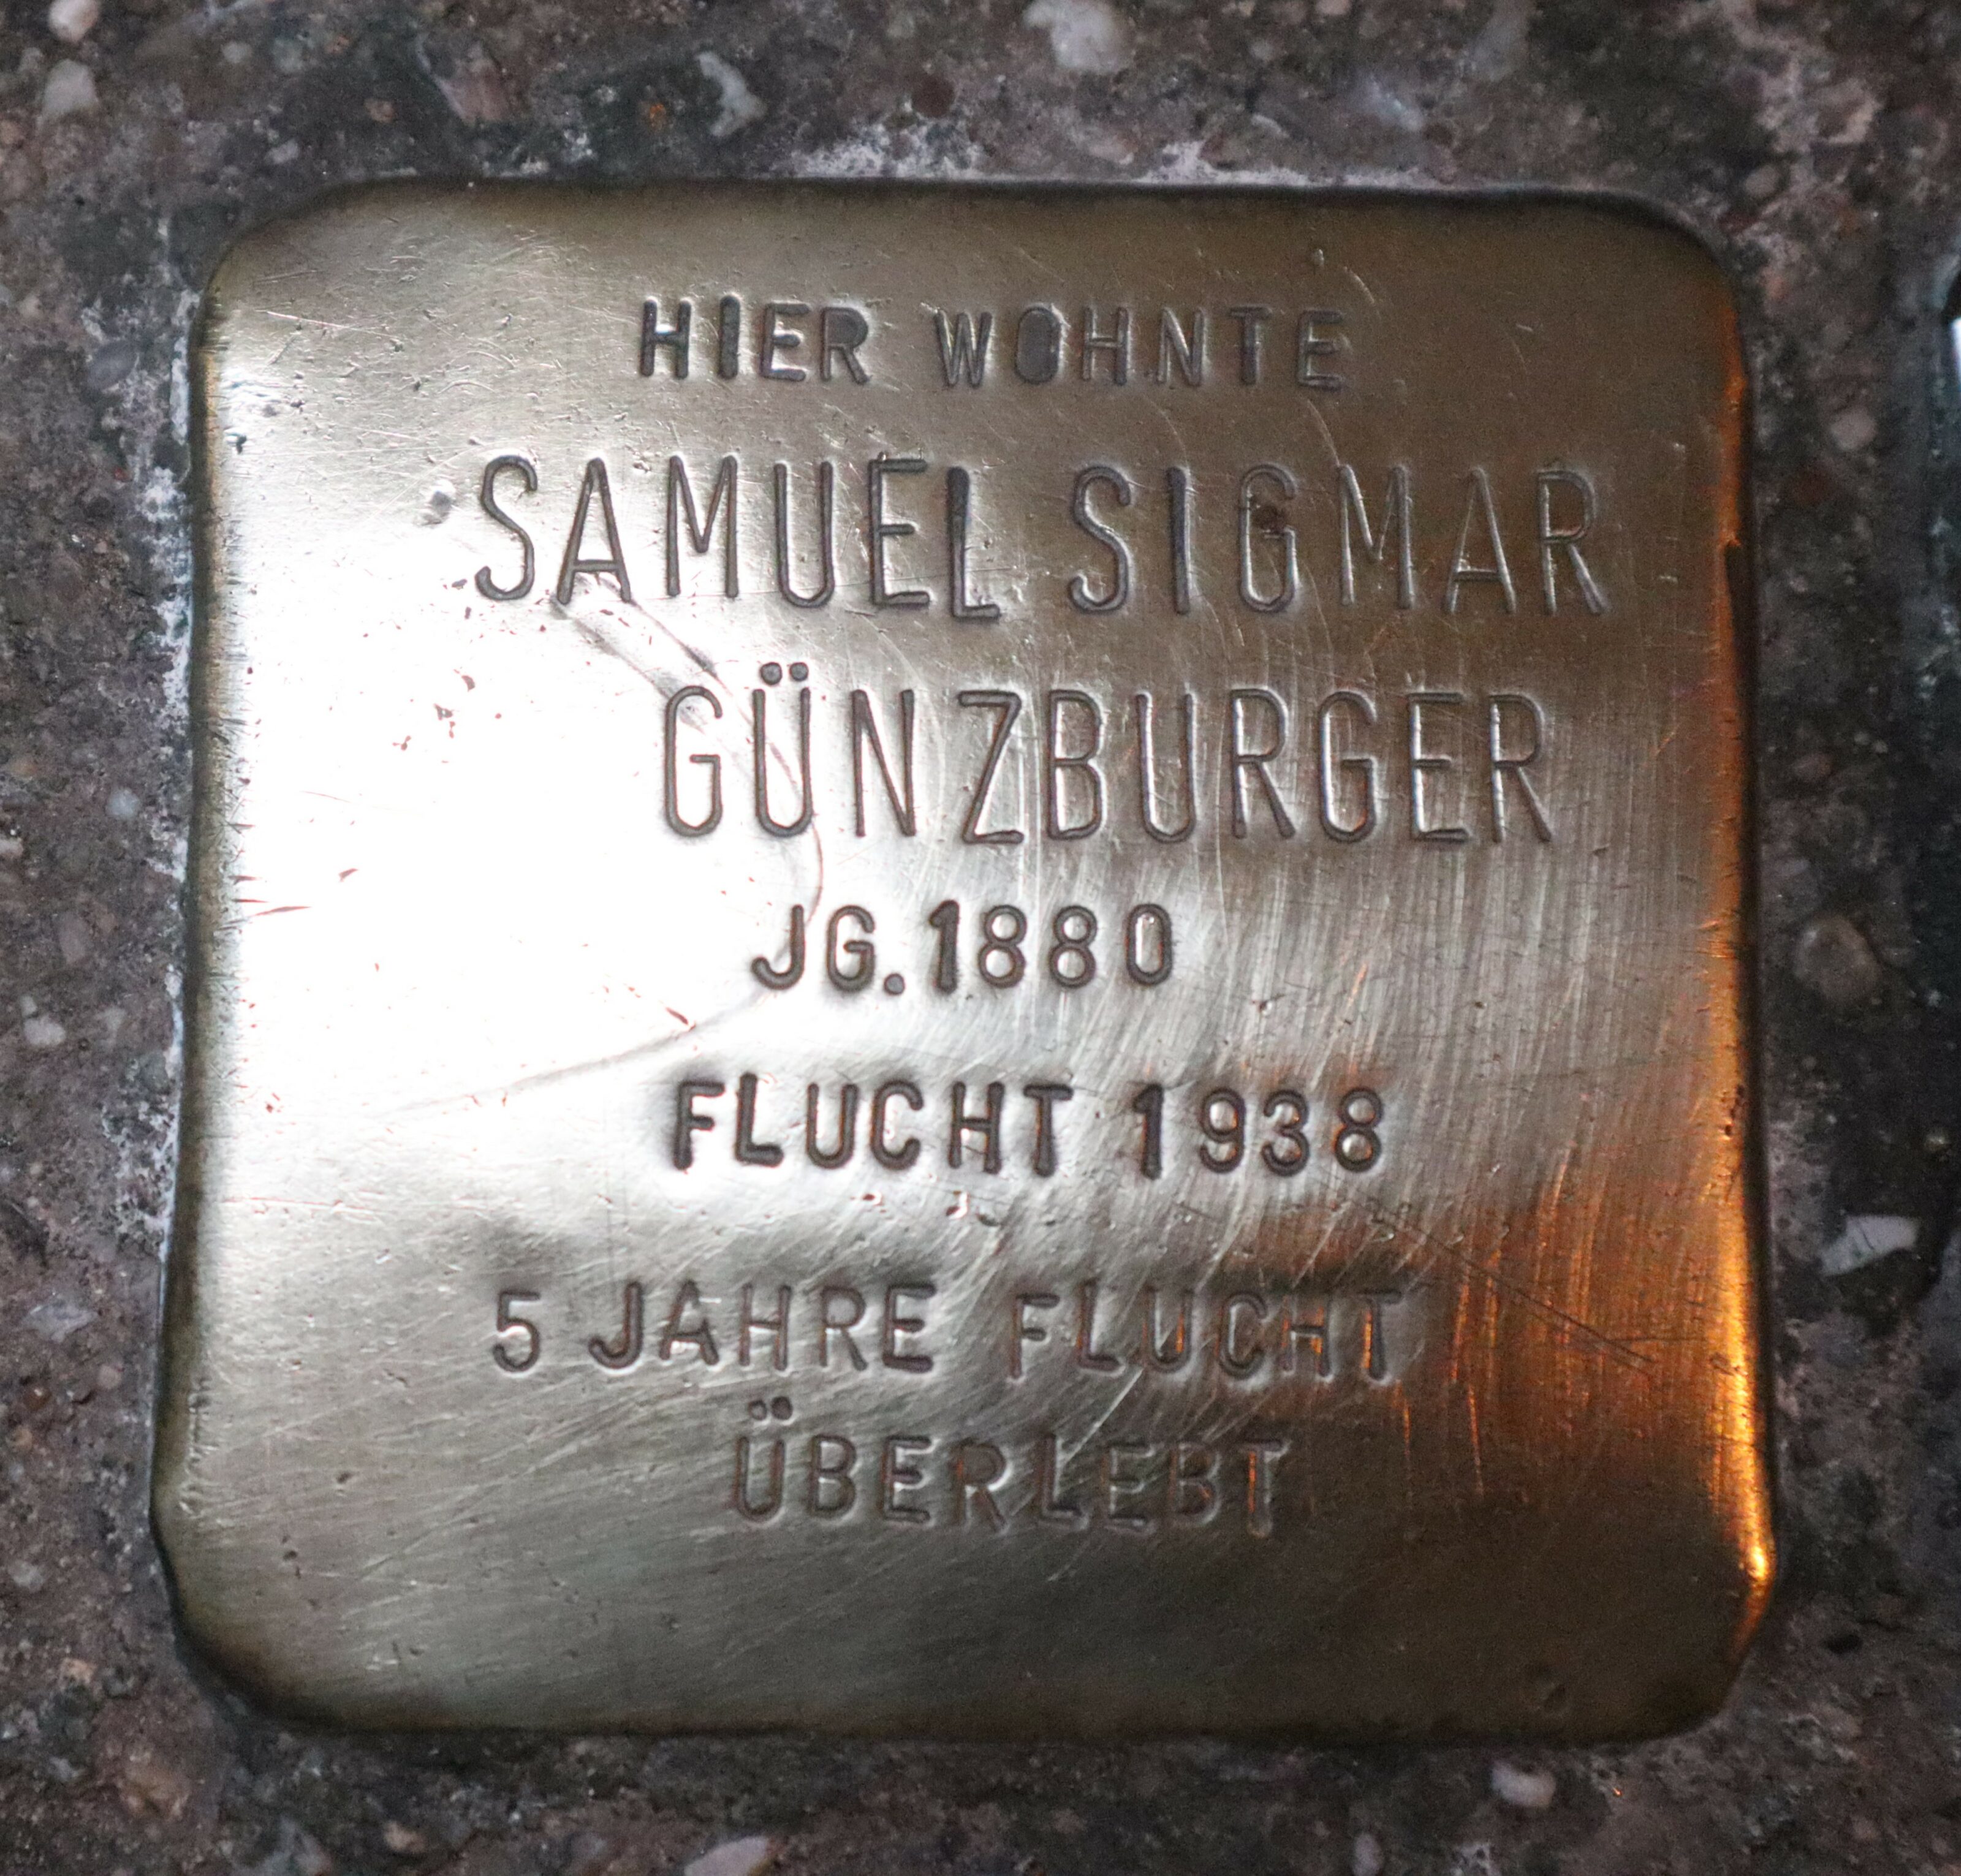 HIER WOHNTE
SAMUEL SIGMAR
GÜNZBURGER
JG. 1880
FLUCHT 1938
5 JAHRE FLUCHT
ÜBERLEBT